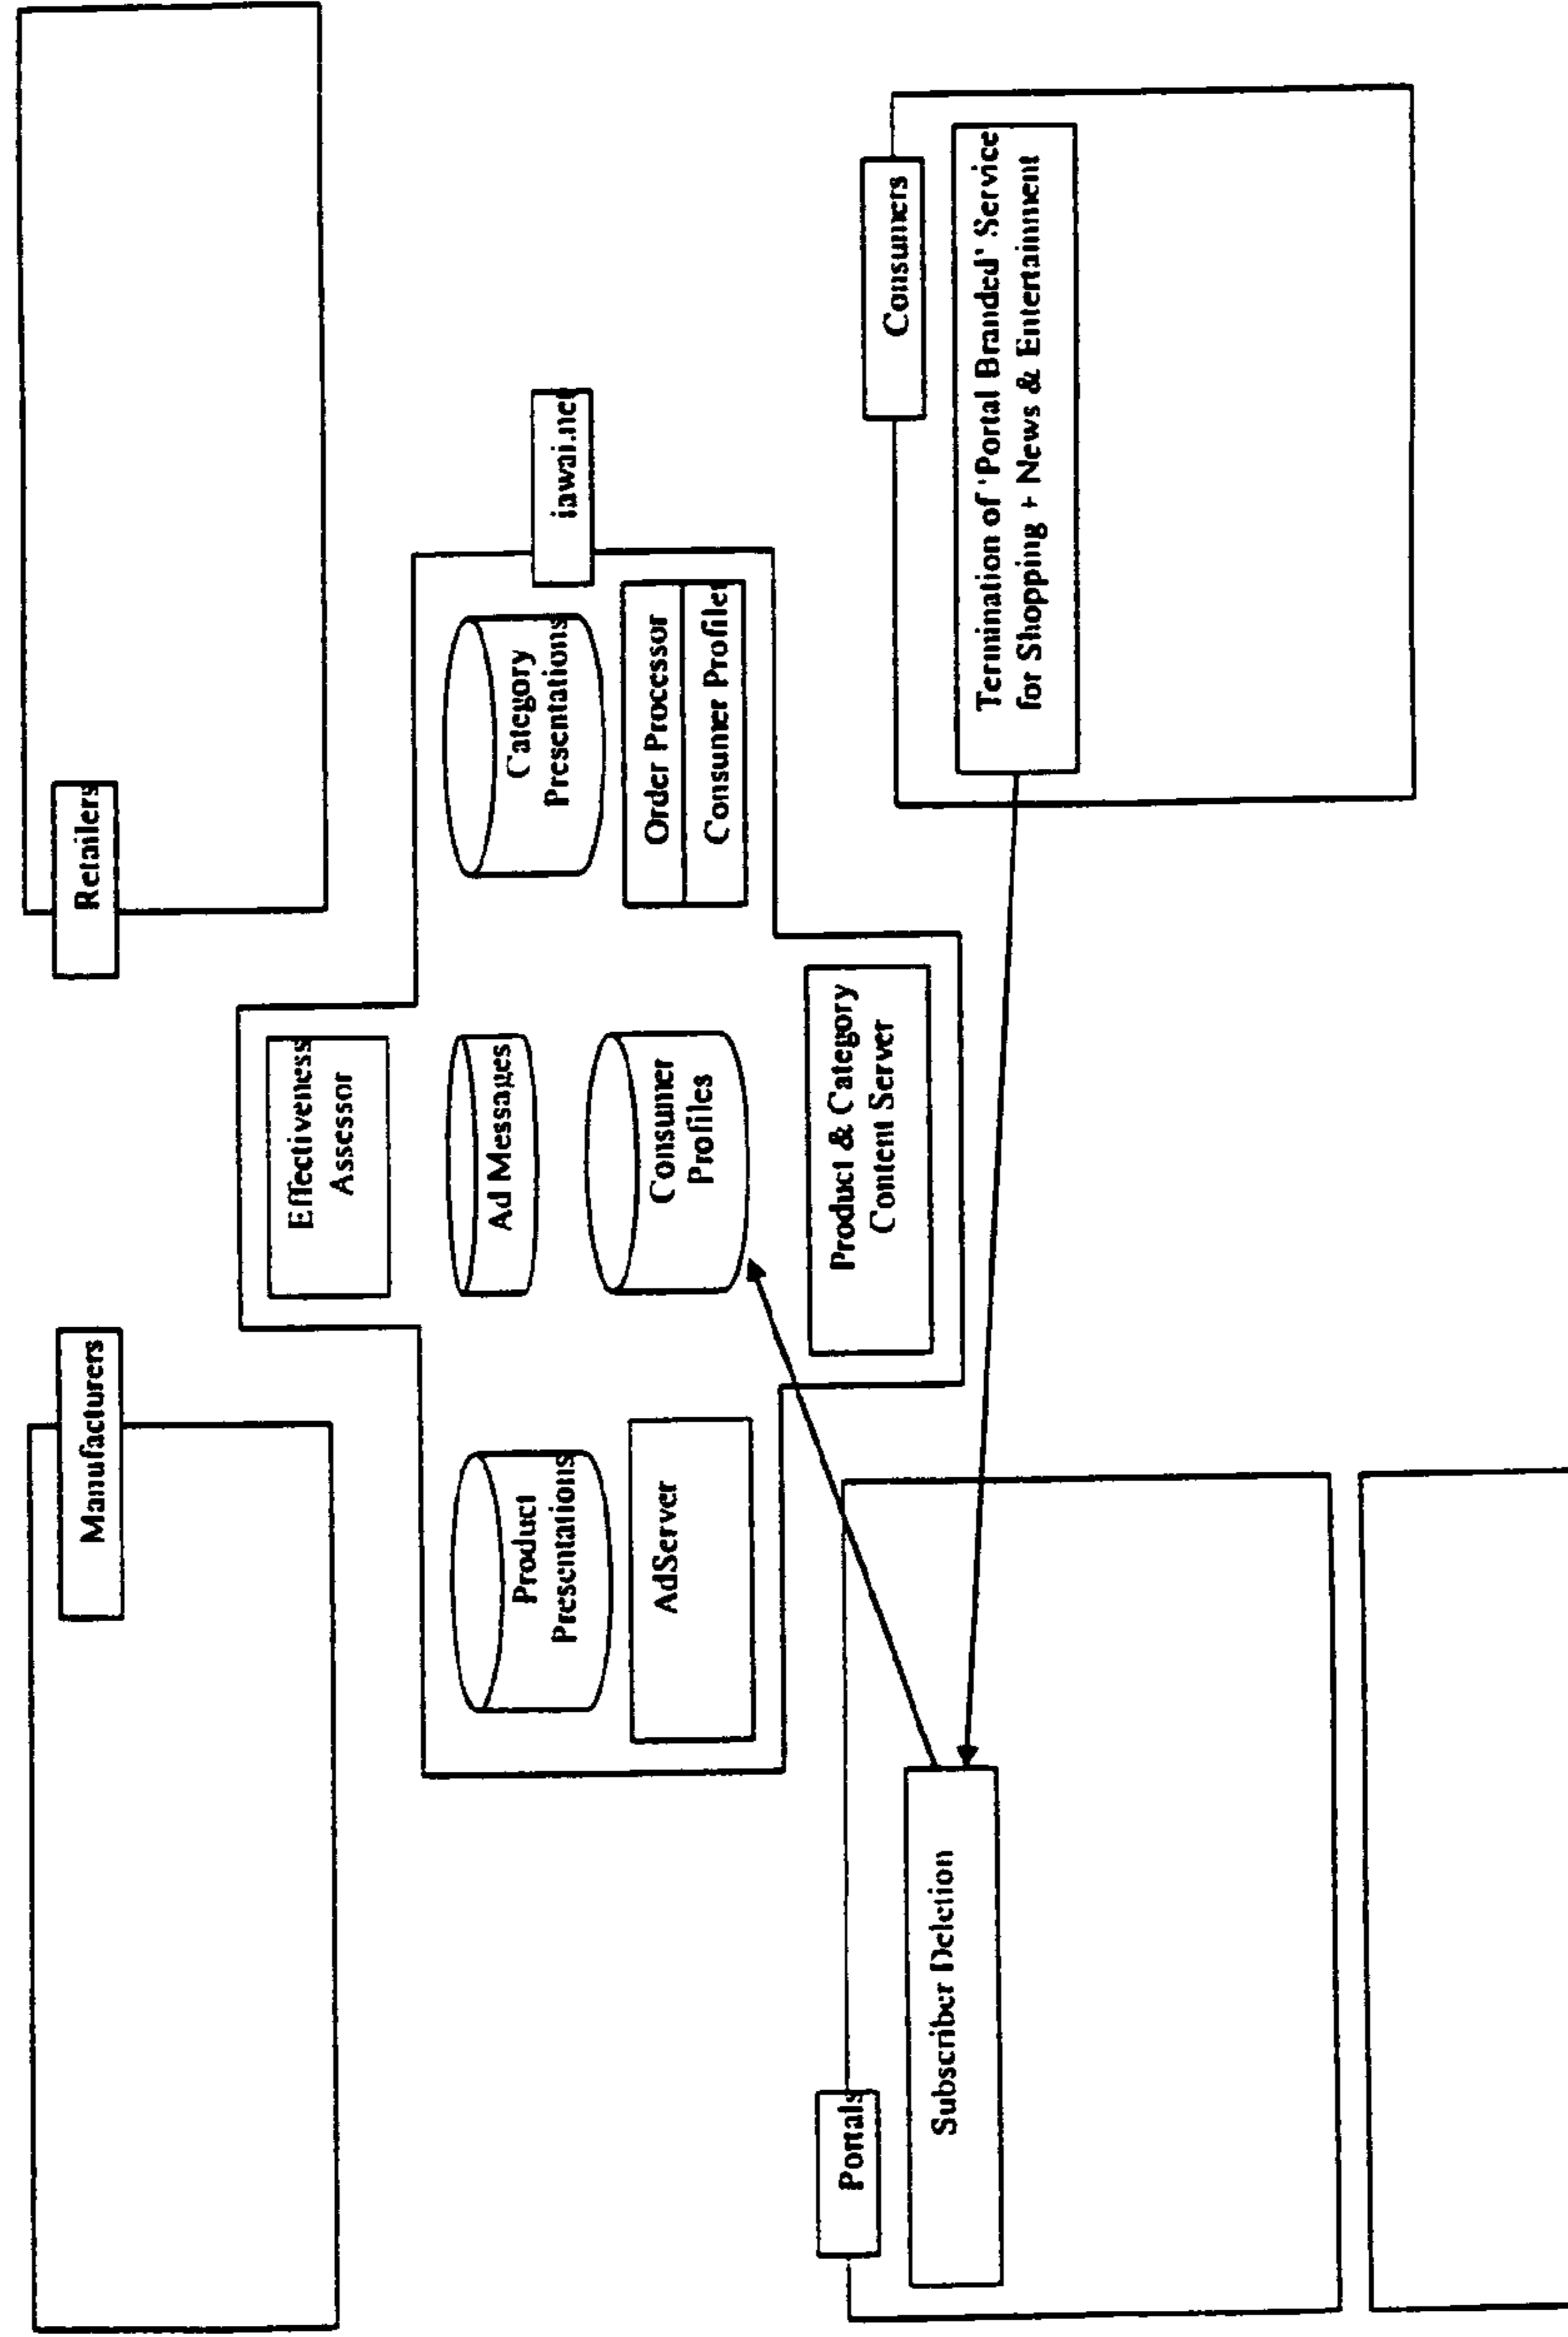 Manufacturers
Retailers
Effectiveness
Assessor
Product
Presentations
Ad Messages
Category
Presentations
iawai.net
AdServer
Consumer
Profiles
Order Processor
Consumer Profiles
Product & Category
Content Server
Portals
Subscriber Deletion
Consumers
Termination of 'Portal Branded' Service
for Shopping + News & Entertainment